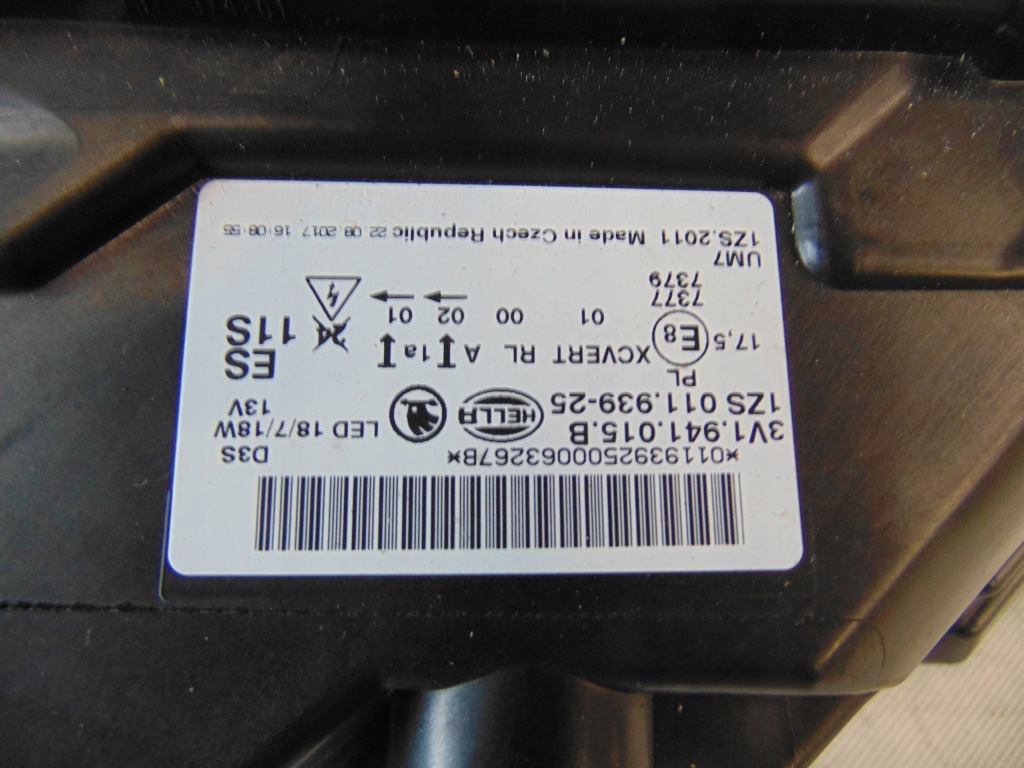 *0119392500063267B* D3S
3V1.941.015.B HELLA LED 18/7/18W
1ZS 011.939-25 13V
PL
17,5 E8 XCVERT RL A 1a 24 ES
7377 01 00 02 01 11S
7379
UM7
1ZS.2011 Made in Czech Republic 22.08.2017 16:08:55